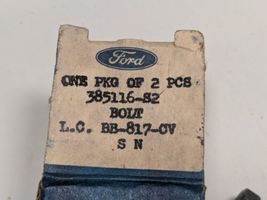 Ford
ONE PKG OF 2 PCS
385116-S2
BOLT
L.C. BB-817-CV
S N